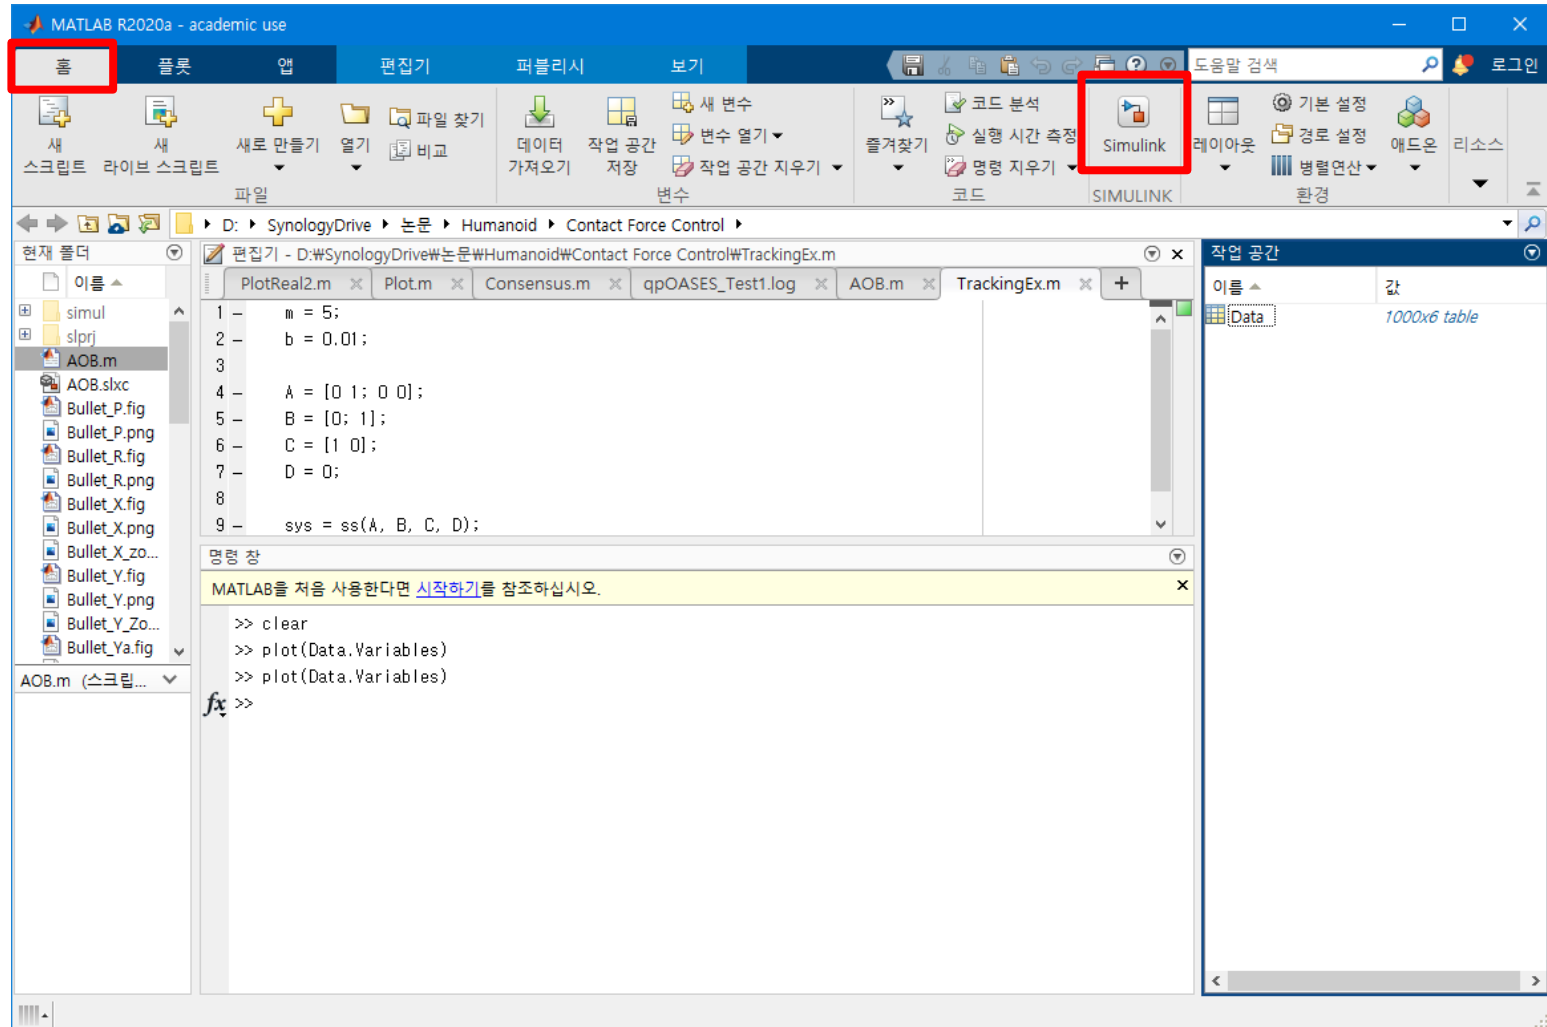 MATLAB R2020a - academic use
홈 플롯 앱 편집기 퍼블리시 보기 도움말 검색 로그인
새 스크립트
새 라이브 스크립트
새로 만들기
열기
파일 찾기
비교
데이터 가져오기
작업 공간 저장
새 변수
변수 열기
작업 공간 지우기
즐겨찾기
코드 분석
실행 시간 측정
명령 지우기
Simulink
레이아웃
기본 설정
경로 설정
병렬연산
애드온
리소스
파일 변수 코드 SIMULINK 환경
D: SynologyDrive 논문 Humanoid Contact Force Control
현재 폴더
이름
simul
slprj
AOB.m
AOB.slxc
Bullet_P.fig
Bullet_P.png
Bullet_R.fig
Bullet_R.png
Bullet_X.fig
Bullet_X.png
Bullet_X_zo...
Bullet_Y.fig
Bullet_Y.png
Bullet_Y_Zo...
Bullet_Ya.fig
AOB.m (스크립...
편집기 - D:₩SynologyDrive₩논문₩Humanoid₩Contact Force Control₩TrackingEx.m
PlotReal2.m Plot.m Consensus.m qpOASES_Test1.log AOB.m TrackingEx.m
1 – m = 5;
2 – b = 0.01;
3
4 – A = [0 1; 0 0];
5 – B = [0; 1];
6 – C = [1 0];
7 – D = 0;
8
9 – sys = ss(A, B, C, D);
명령 창
MATLAB을 처음 사용한다면 시작하기를 참조하십시오.
>> clear
>> plot(Data.Variables)
>> plot(Data.Variables)
fx >>
작업 공간
이름 값
Data 1000x6 table